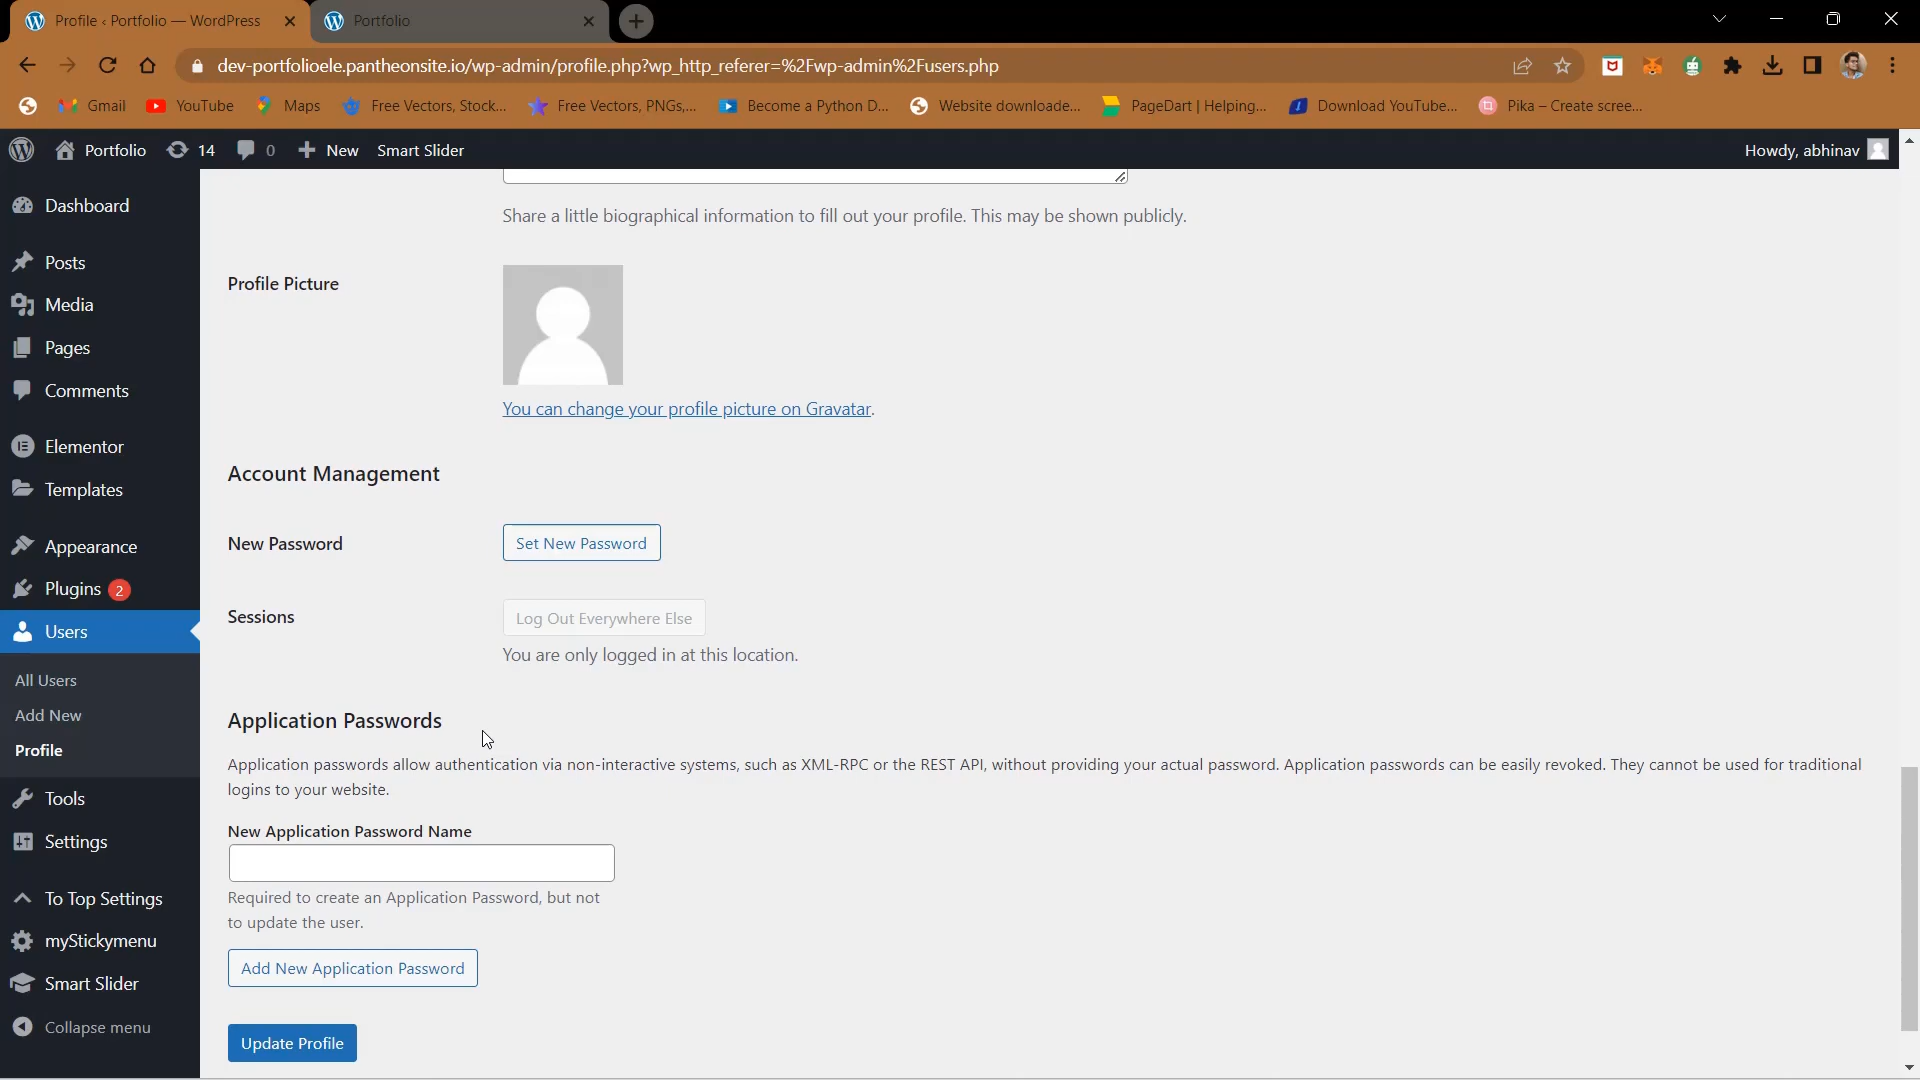 Profile ‹ Portfolio — WordPress
Portfolio
dev-portfolioele.pantheonsite.io/wp-admin/profile.php?wp_http_referer=%2Fwp-admin%2Fusers.php
Gmail
YouTube
Maps
Free Vectors, Stock...
Free Vectors, PNGs,...
Become a Python D...
Website downloade...
PageDart | Helping...
Download YouTube...
Pika – Create scree...
Portfolio
14
0
New
Smart Slider
Howdy, abhinav
Dashboard
Posts
Media
Pages
Comments
Elementor
Templates
Appearance
Plugins 2
Users
All Users
Add New
Profile
Tools
Settings
To Top Settings
myStickymenu
Smart Slider
Collapse menu
Share a little biographical information to fill out your profile. This may be shown publicly.
Profile Picture
You can change your profile picture on Gravatar.
Account Management
New Password
Set New Password
Sessions
Log Out Everywhere Else
You are only logged in at this location.
Application Passwords
Application passwords allow authentication via non-interactive systems, such as XML-RPC or the REST API, without providing your actual password. Application passwords can be easily revoked. They cannot be used for traditional
logins to your website.
New Application Password Name
Required to create an Application Password, but not
to update the user.
Add New Application Password
Update Profile